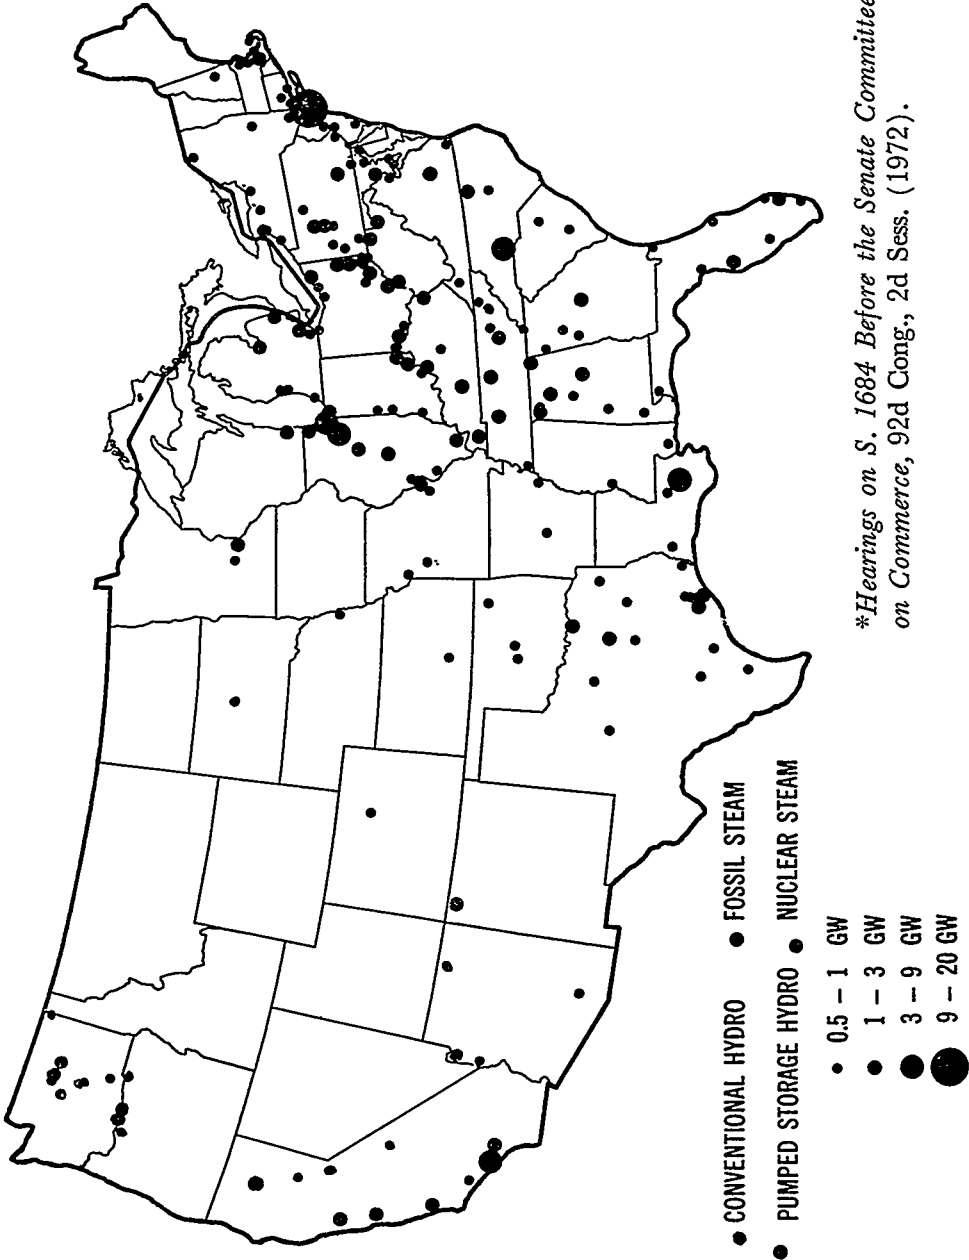 CONVENTIONAL HYDRO
FOSSIL STEAM
PUMPED STORAGE HYDRO
NUCLEAR STEAM
0.5 – 1 GW
1 – 3 GW
3 – 9 GW
9 – 20 GW
*Hearings on S. 1684 Before the Senate Committee
on Commerce, 92d Cong., 2d Sess. (1972).